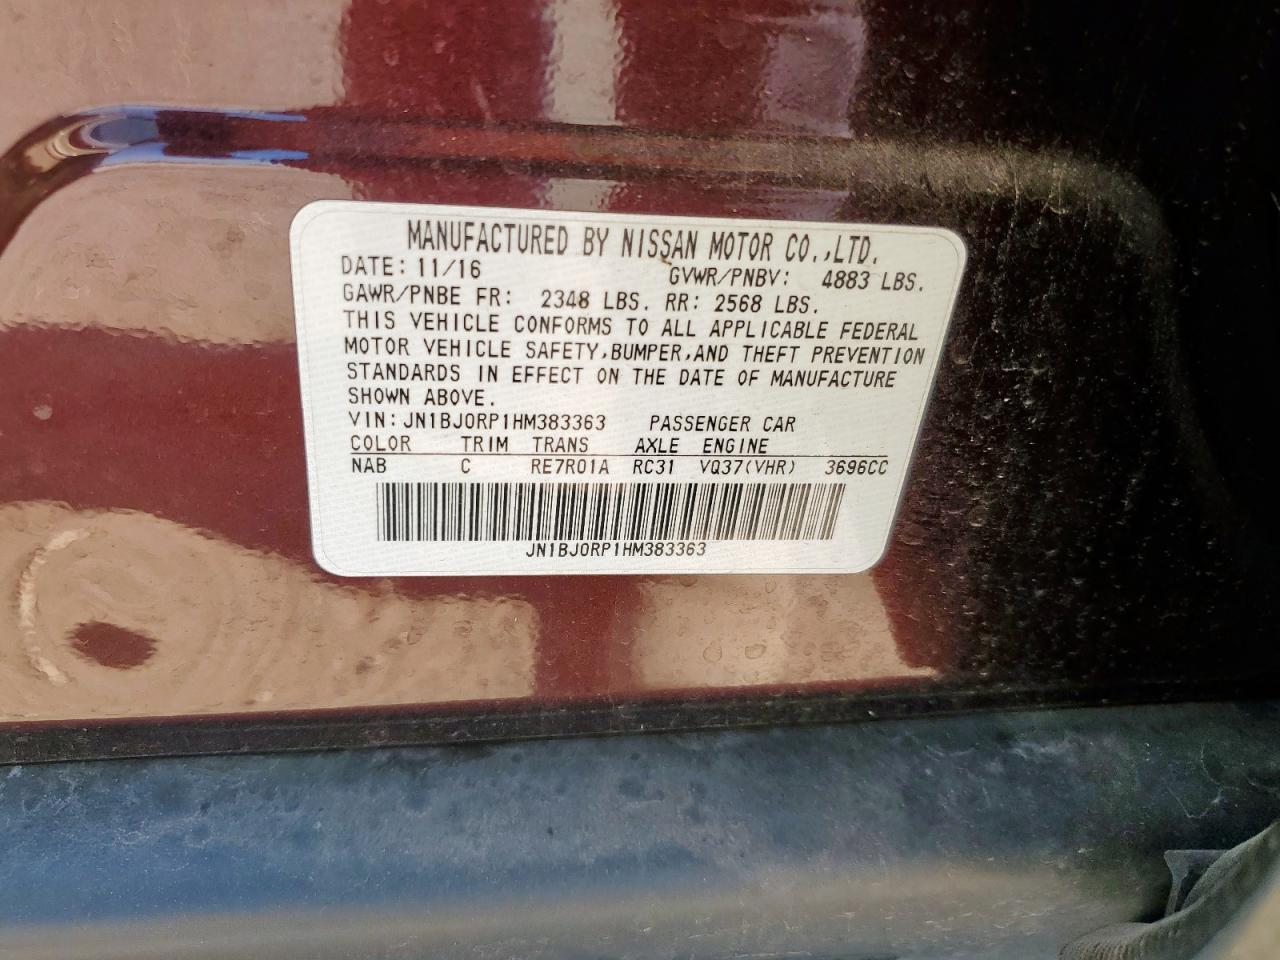 MANUFACTURED BY NISSAN MOTOR CO.,LTD.
DATE: 11/16 GVWR/PNBV: 4883 LBS.
GAWR/PNBE FR: 2348 LBS. RR: 2568 LBS.
THIS VEHICLE CONFORMS TO ALL APPLICABLE FEDERAL
MOTOR VEHICLE SAFETY,BUMPER,AND THEFT PREVENTION
STANDARDS IN EFFECT ON THE DATE OF MANUFACTURE
SHOWN ABOVE.
VIN: JN1BJ0RP1HM383363 PASSENGER CAR
COLOR TRIM TRANS AXLE ENGINE
NAB C RE7R01A RC31 VQ37(VHR) 3696CC
JN1BJ0RP1HM383363